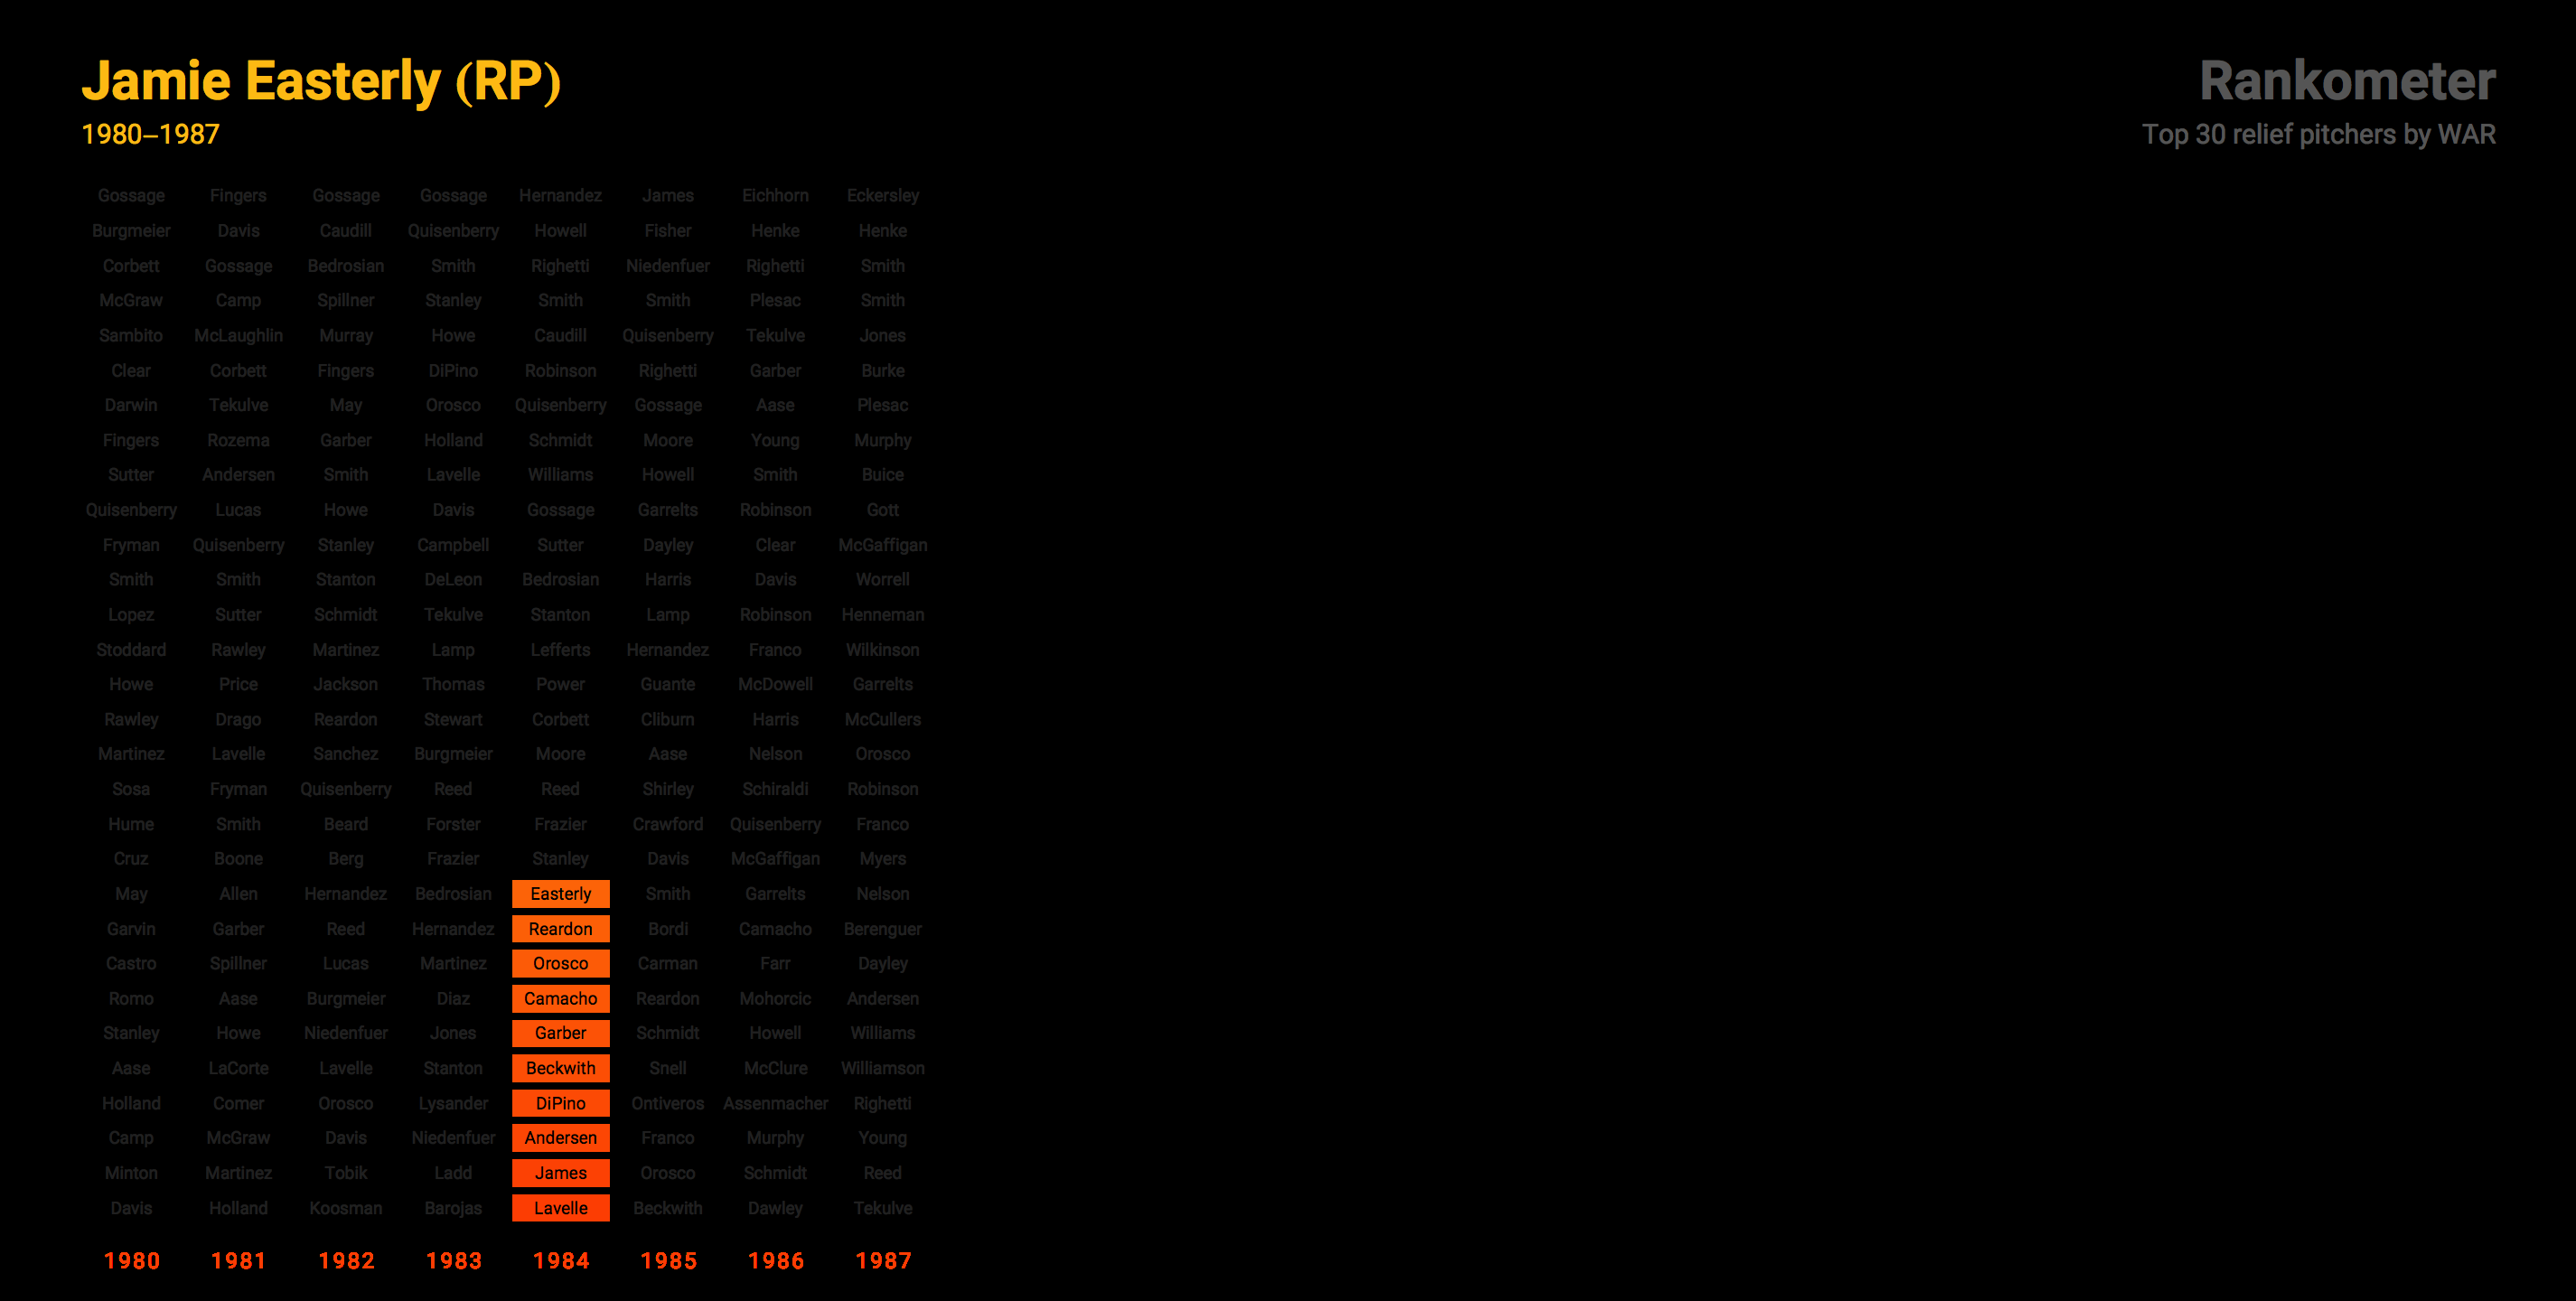 Jamie Easterly (RP)
1980–1987
Rankometer
Top 30 relief pitchers by WAR
Gossage Fingers Gossage Gossage Hernandez James Eichhorn Eckersley
Burgmeier Davis Caudill Quisenberry Howell Fisher Henke Henke
Corbett Gossage Bedrosian Smith Righetti Niedenfuer Righetti Smith
McGraw Camp Spillner Stanley Smith Smith Plesac Smith
Sambito McLaughlin Murray Howe Caudill Quisenberry Tekulve Jones
Clear Corbett Fingers DiPino Robinson Righetti Garber Burke
Darwin Tekulve May Orosco Quisenberry Gossage Aase Plesac
Fingers Rozema Garber Holland Schmidt Moore Young Murphy
Sutter Andersen Smith Lavelle Williams Howell Smith Buice
Quisenberry Lucas Howe Davis Gossage Garrelts Robinson Gott
Fryman Quisenberry Stanley Campbell Sutter Dayley Clear McGaffigan
Smith Smith Stanton DeLeon Bedrosian Harris Davis Worrell
Lopez Sutter Schmidt Tekulve Stanton Lamp Robinson Henneman
Stoddard Rawley Martinez Lamp Lefferts Hernandez Franco Wilkinson
Howe Price Jackson Thomas Power Guante McDowell Garrelts
Rawley Drago Reardon Stewart Corbett Cliburn Harris McCullers
Martinez Lavelle Sanchez Burgmeier Moore Aase Nelson Orosco
Sosa Fryman Quisenberry Reed Reed Shirley Schiraldi Robinson
Hume Smith Beard Forster Frazier Crawford Quisenberry Franco
Cruz Boone Berg Frazier Stanley Davis McGaffigan Myers
May Allen Hernandez Bedrosian Easterly Smith Garrelts Nelson
Garvin Garber Reed Hernandez Reardon Bordi Camacho Berenguer
Castro Spillner Lucas Martinez Orosco Carman Farr Dayley
Romo Aase Burgmeier Diaz Camacho Reardon Mohorcic Andersen
Stanley Howe Niedenfuer Jones Garber Schmidt Howell Williams
Aase LaCorte Lavelle Stanton Beckwith Snell McClure Williamson
Holland Comer Orosco Lysander DiPino Ontiveros Assenmacher Righetti
Camp McGraw Davis Niedenfuer Andersen Franco Murphy Young
Minton Martinez Tobik Ladd James Orosco Schmidt Reed
Davis Holland Koosman Barojas Lavelle Beckwith Dawley Tekulve
1980 1981 1982 1983 1984 1985 1986 1987